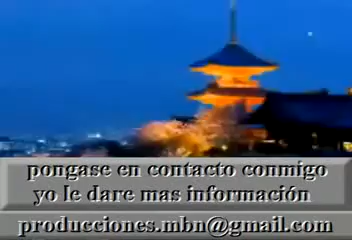 pongase en contacto conmigo
yo le dare mas información
producciones.mbn@gmail.com